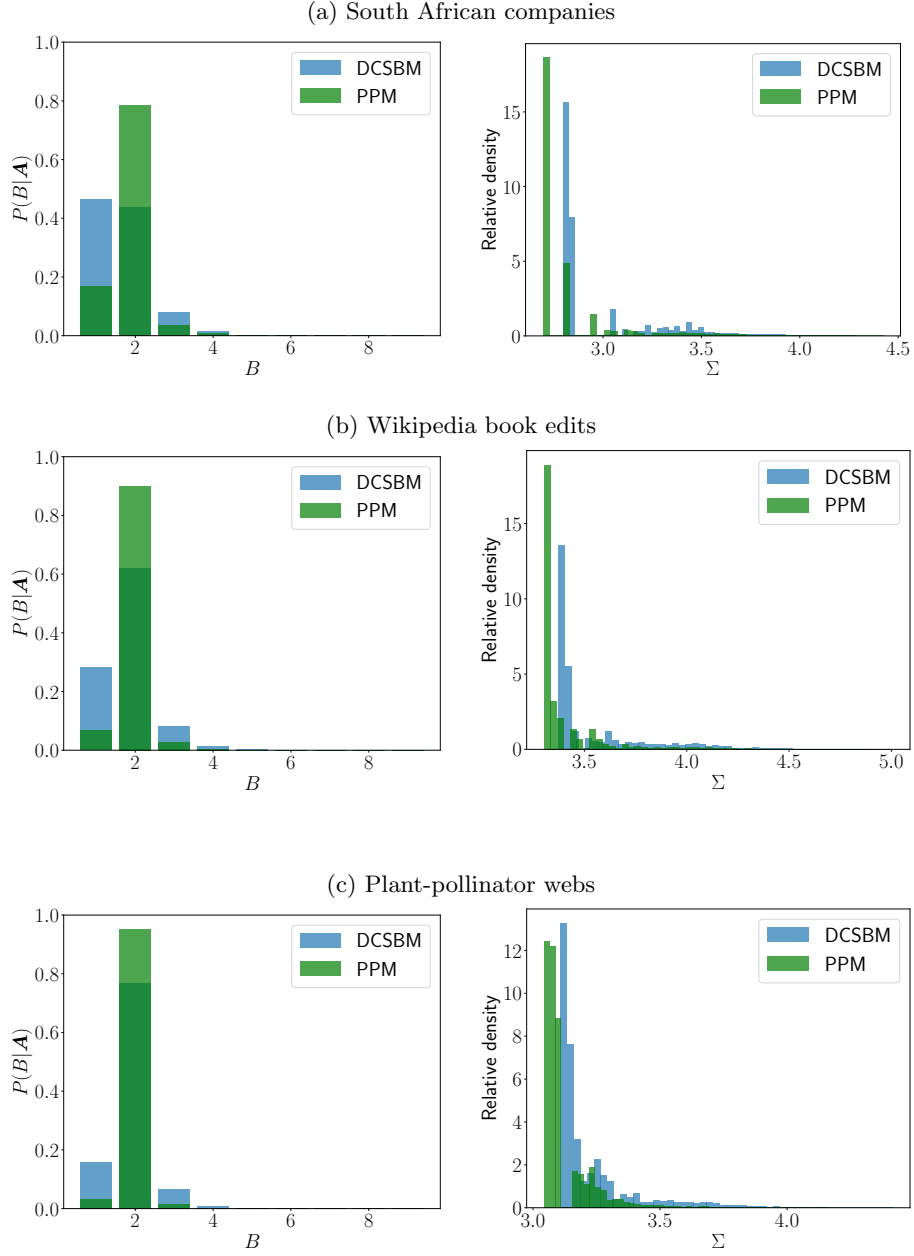 (a) South African companies
1.0
0.8
0.6
0.4
0.2
0.0
P(B|A)
2
4
6
8
B
DCSBM
PPM
15
10
5
0
Relative density
3.0
3.5
4.0
4.5
Σ
DCSBM
PPM
(b) Wikipedia book edits
1.0
0.8
0.6
0.4
0.2
0.0
P(B|A)
2
4
6
8
B
DCSBM
PPM
15
10
5
0
Relative density
3.5
4.0
4.5
5.0
Σ
DCSBM
PPM
(c) Plant-pollinator webs
1.0
0.8
0.6
0.4
0.2
0.0
P(B|A)
2
4
6
8
B
DCSBM
PPM
12
10
8
6
4
2
0
Relative density
3.0
3.5
4.0
Σ
DCSBM
PPM